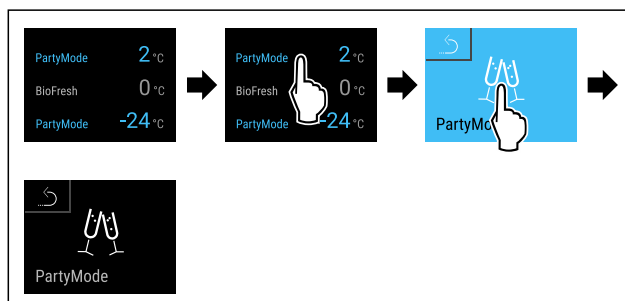 PartyMode 2 °C
BioFresh 0 °C
PartyMode -24 °C
PartyMode 2 °C
BioFresh 0 °C
PartyMode -24 °C
PartyMo
PartyMode